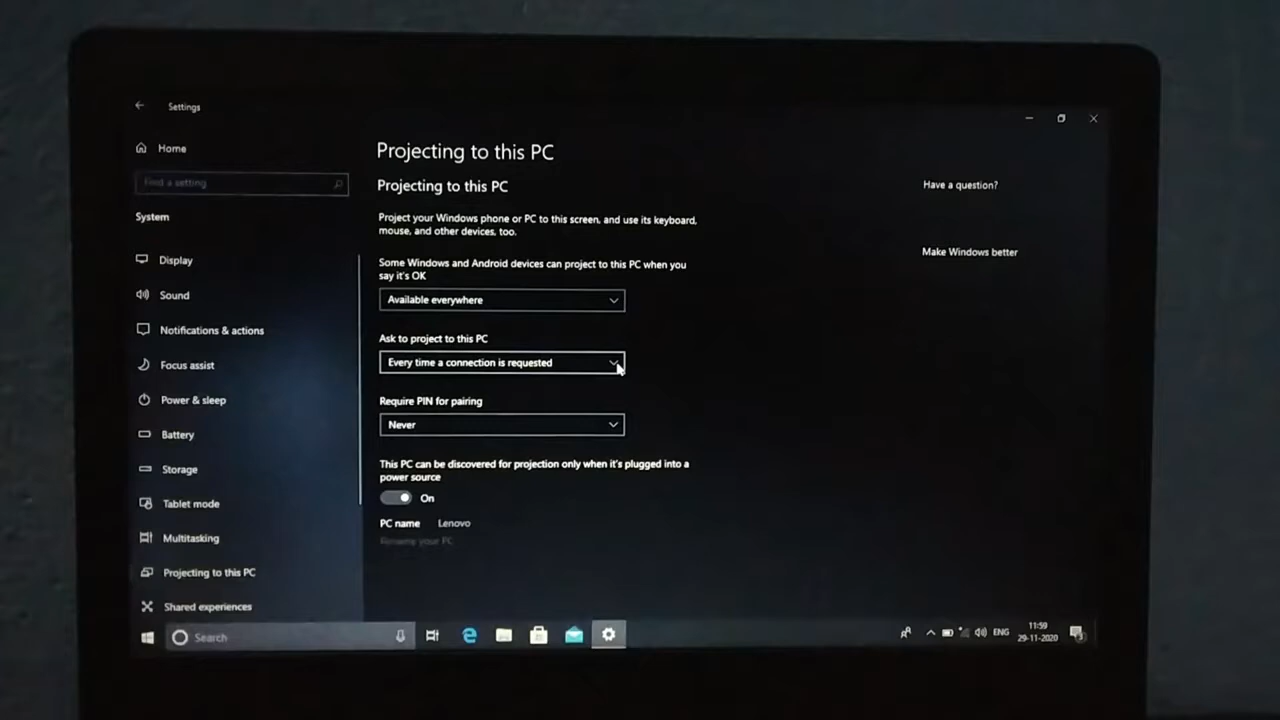 Settings
Home
Find a setting
System
Display
Sound
Notifications & actions
Focus assist
Power & sleep
Battery
Storage
Tablet mode
Multitasking
Projecting to this PC
Shared experiences
Projecting to this PC
Projecting to this PC
Project your Windows phone or PC to this screen, and use its keyboard,
mouse, and other devices, too.
Some Windows and Android devices can project to this PC when you
say it's OK
Available everywhere
Ask to project to this PC
Every time a connection is requested
Require PIN for pairing
Never
This PC can be discovered for projection only when it's plugged into a
power source
On
PC name Lenovo
Rename your PC
Have a question?
Make Windows better
Search
ENG
11:59
29-11-2020